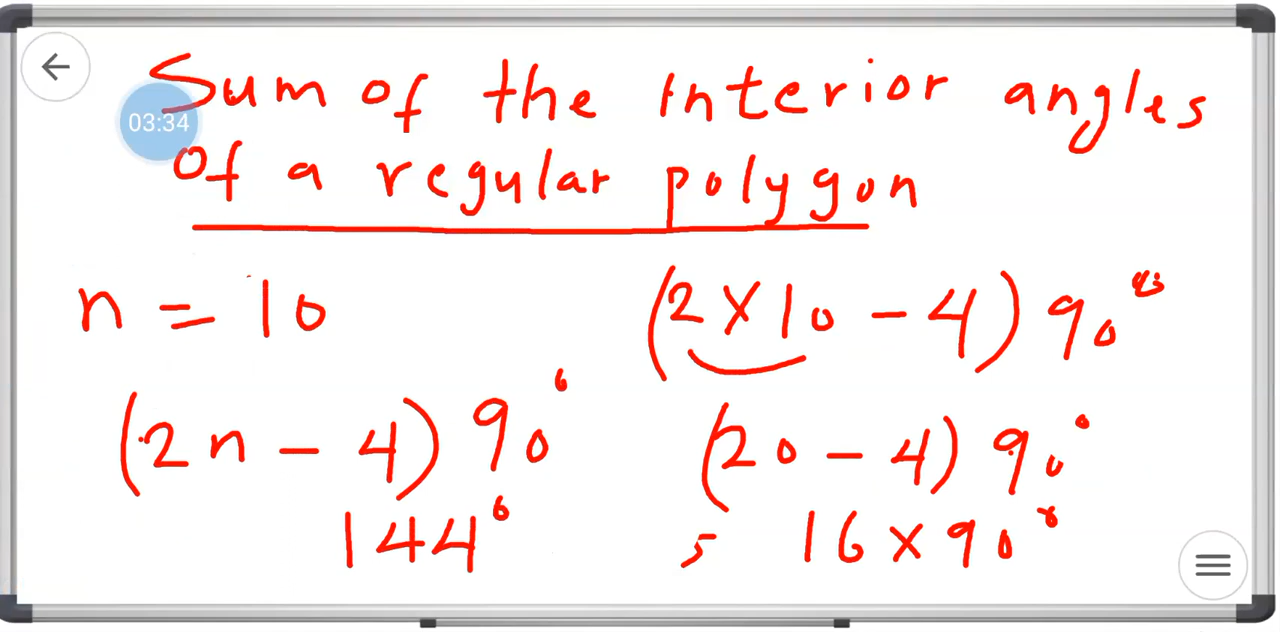 Sum of the interior angles
03:34
of a regular polygon
n = 10
(2 × 10 - 4) 90°
(2n - 4) 90°
(20 - 4) 90°
144°
5 16 × 90°